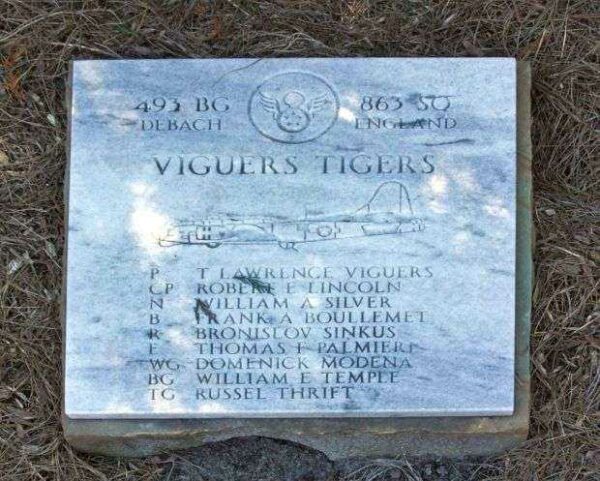 493 BG 863 SQ
DEBACH ENGLAND
8
VIGUERS TIGERS
P T LAWRENCE VIGUERS
CP ROBERT E LINCOLN
N WILLIAM A SILVER
B FRANK A BOULLEMET
R BRONISLOV SINKUS
E THOMAS F PALMIERI
WG DOMENICK MODENA
BG WILLIAM E TEMPLE
TG RUSSEL THRIFT